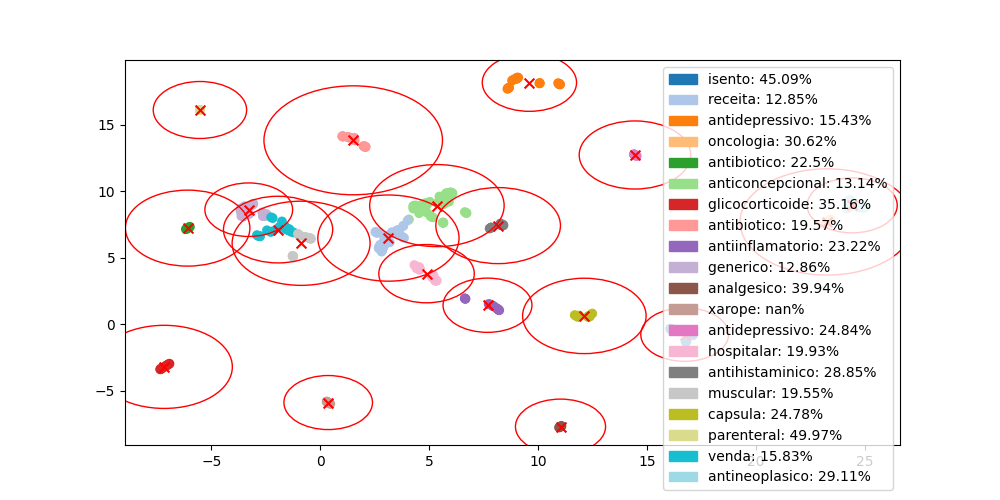 isento: 45.09%
receita: 12.85%
antidepressivo: 15.43%
oncologia: 30.62%
antibiotico: 22.5%
anticoncepcional: 13.14%
glicocorticoide: 35.16%
antibiotico: 19.57%
antiinflamatorio: 23.22%
generico: 12.86%
analgesico: 39.94%
xarope: nan%
antidepressivo: 24.84%
hospitalar: 19.93%
antihistaminico: 28.85%
muscular: 19.55%
capsula: 24.78%
parenteral: 49.97%
venda: 15.83%
antineoplasico: 29.11%
15
10
5
0
−5
−5 0 5 10 15 20 25